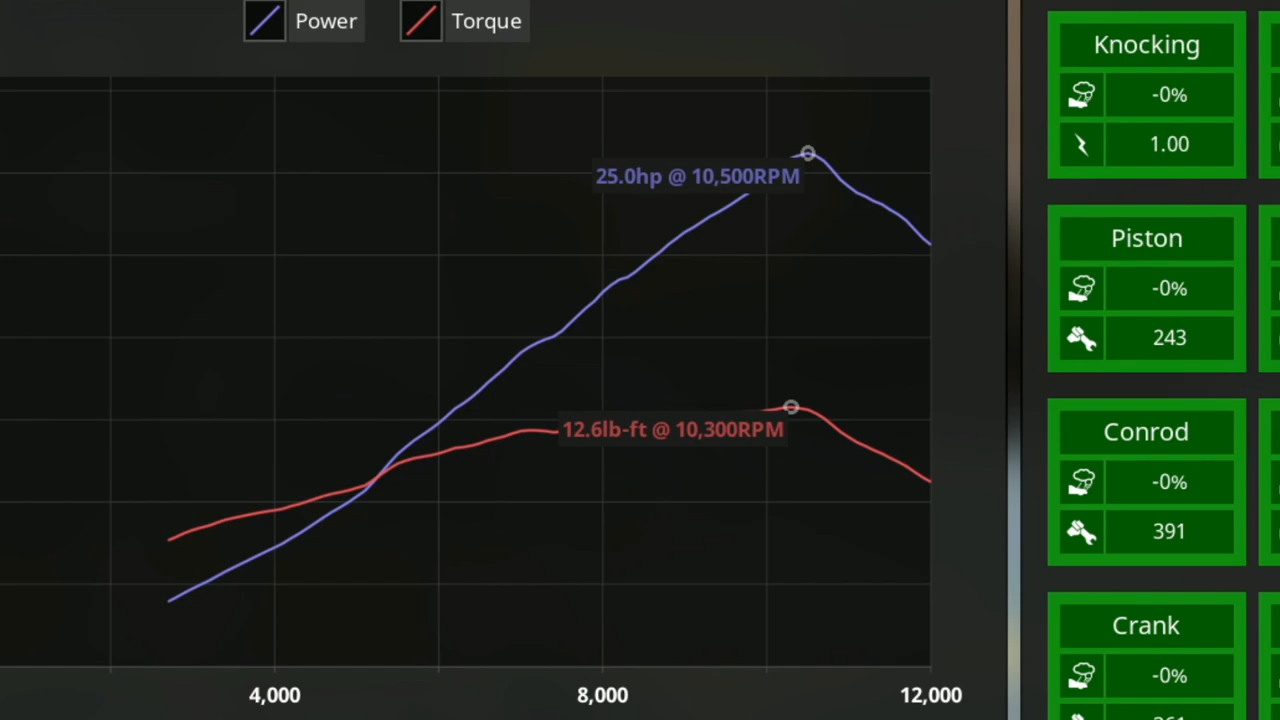 Power
Torque
25.0hp @ 10,500RPM
12.6lb-ft @ 10,300RPM
4,000
8,000
12,000
Knocking
-0%
1.00
Piston
-0%
243
Conrod
-0%
391
Crank
-0%